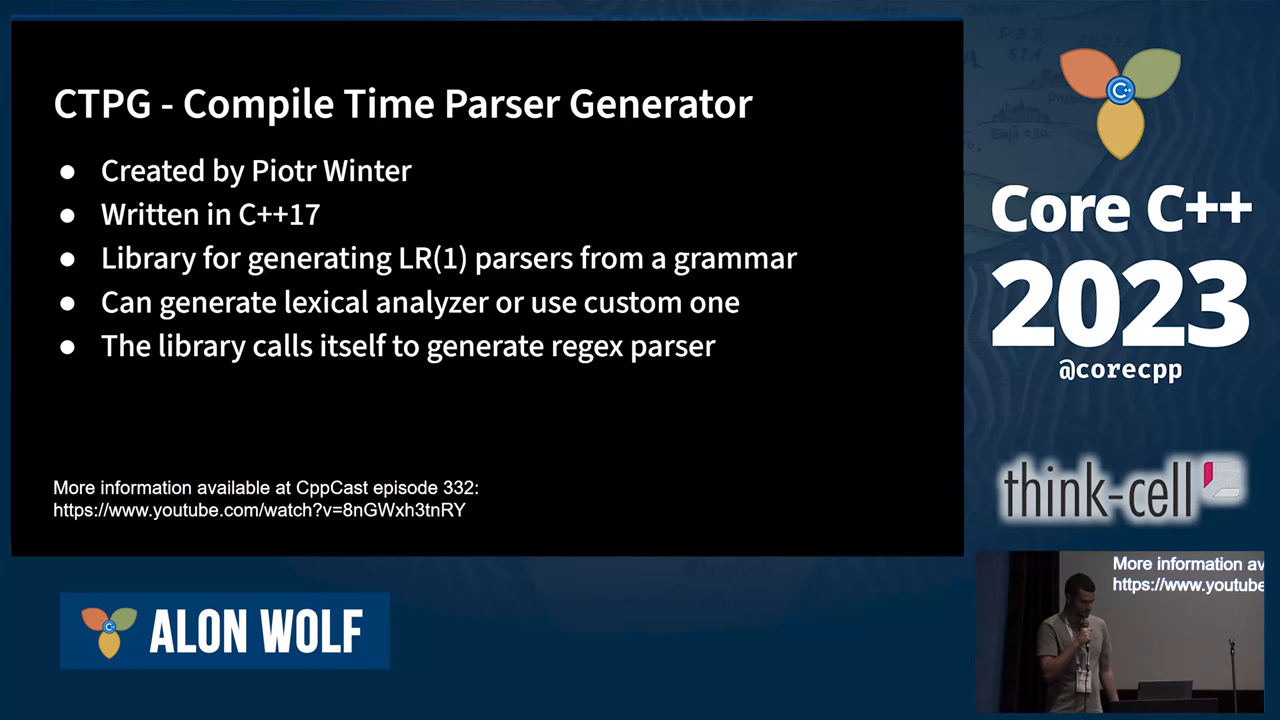 CTPG - Compile Time Parser Generator
● Created by Piotr Winter
● Written in C++17
● Library for generating LR(1) parsers from a grammar
● Can generate lexical analyzer or use custom one
● The library calls itself to generate regex parser
More information available at CppCast episode 332:
https://www.youtube.com/watch?v=8nGWxh3tnRY
C++
Core C++
2023
@corecpp
think-cell
More information av
https://www.youtube
ALON WOLF